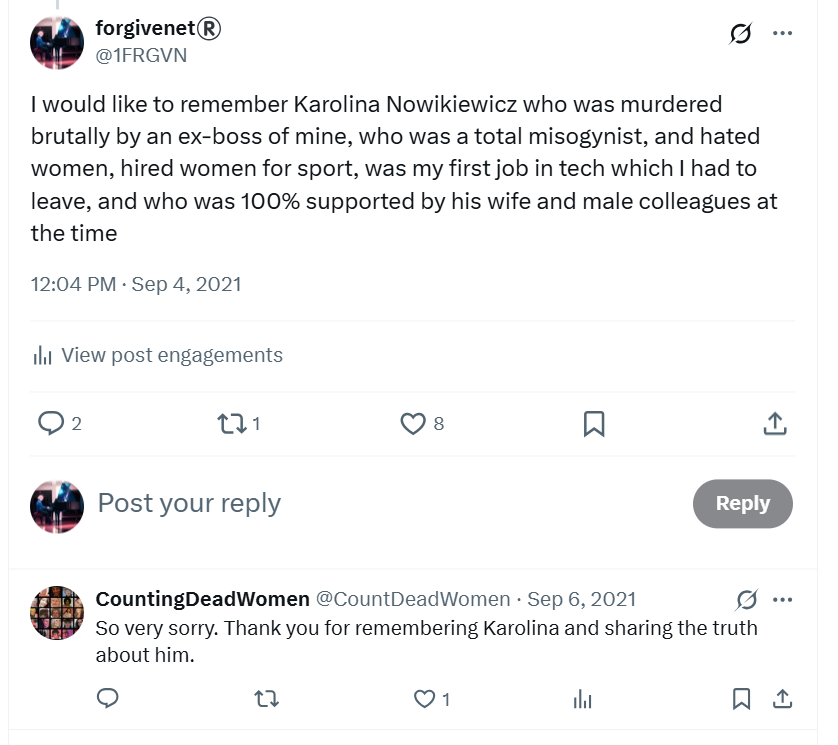 forgivenet®
@1FRGVN
I would like to remember Karolina Nowikiewicz who was murdered
brutally by an ex-boss of mine, who was a total misogynist, and hated
women, hired women for sport, was my first job in tech which I had to
leave, and who was 100% supported by his wife and male colleagues at
the time
12:04 PM · Sep 4, 2021
View post engagements
2 1 8
Post your reply
Reply
CountingDeadWomen @CountDeadWomen · Sep 6, 2021
So very sorry. Thank you for remembering Karolina and sharing the truth
about him.
1